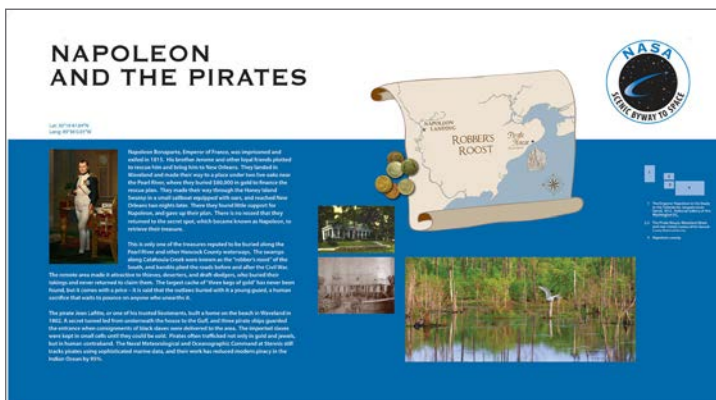 NAPOLEON
AND THE PIRATES
NASA
SCENIC BYWAY TO SPACE
NAPOLEON
LANDING
ROBBER'S
ROOST
Pirate
House
Napoleon Bonaparte, Emperor of France, was imprisoned and
exiled in 1815. His brother Jerome and other loyal friends plotted
to rescue him and bring him to New Orleans. They landed in
Waveland and made their way to a place under two live oaks near
the Pearl River, where they buried $80,000 in gold to finance the
rescue plan. They made their way through the Honey Island
Swamp in a small sailboat equipped with oars, and reached New
Orleans two nights later. There they found little support for
Napoleon, and gave up their plan. There is no record that they
returned to the secret spot, which became known as Napoleon, to
retrieve their treasure.
This is only one of the treasures reputed to be buried along the
Pearl River and other Hancock County waterways. The swamps
along Catahoula Creek were known as the "robber's roost" of the
South, and bandits plied the roads before and after the Civil War.
The remote area made it attractive to thieves, deserters, and draft dodgers, who buried their
takings and never returned to claim them. The largest cache of "three kegs of gold" has never been
found, but it comes with a price – it is said that the outlaws buried with it a young guard, a human
sacrifice that waits to pounce on anyone who unearths it.
The pirate Jean Lafitte, or one of his trusted lieutenants, built a home on the beach in Waveland in
1802. A secret tunnel led from underneath the house to the Gulf, and three pirate ships guarded
the entrance when consignments of black slaves were delivered to the area. The imported slaves
were kept in small cells until they could be sold. Pirates often trafficked not only in gold and jewels,
but in human contraband. The Naval Meteorological and Oceanographic Command at Stennis still
tracks pirates using sophisticated marine data, and their work has reduced modern piracy in the
Indian Ocean by 95%.